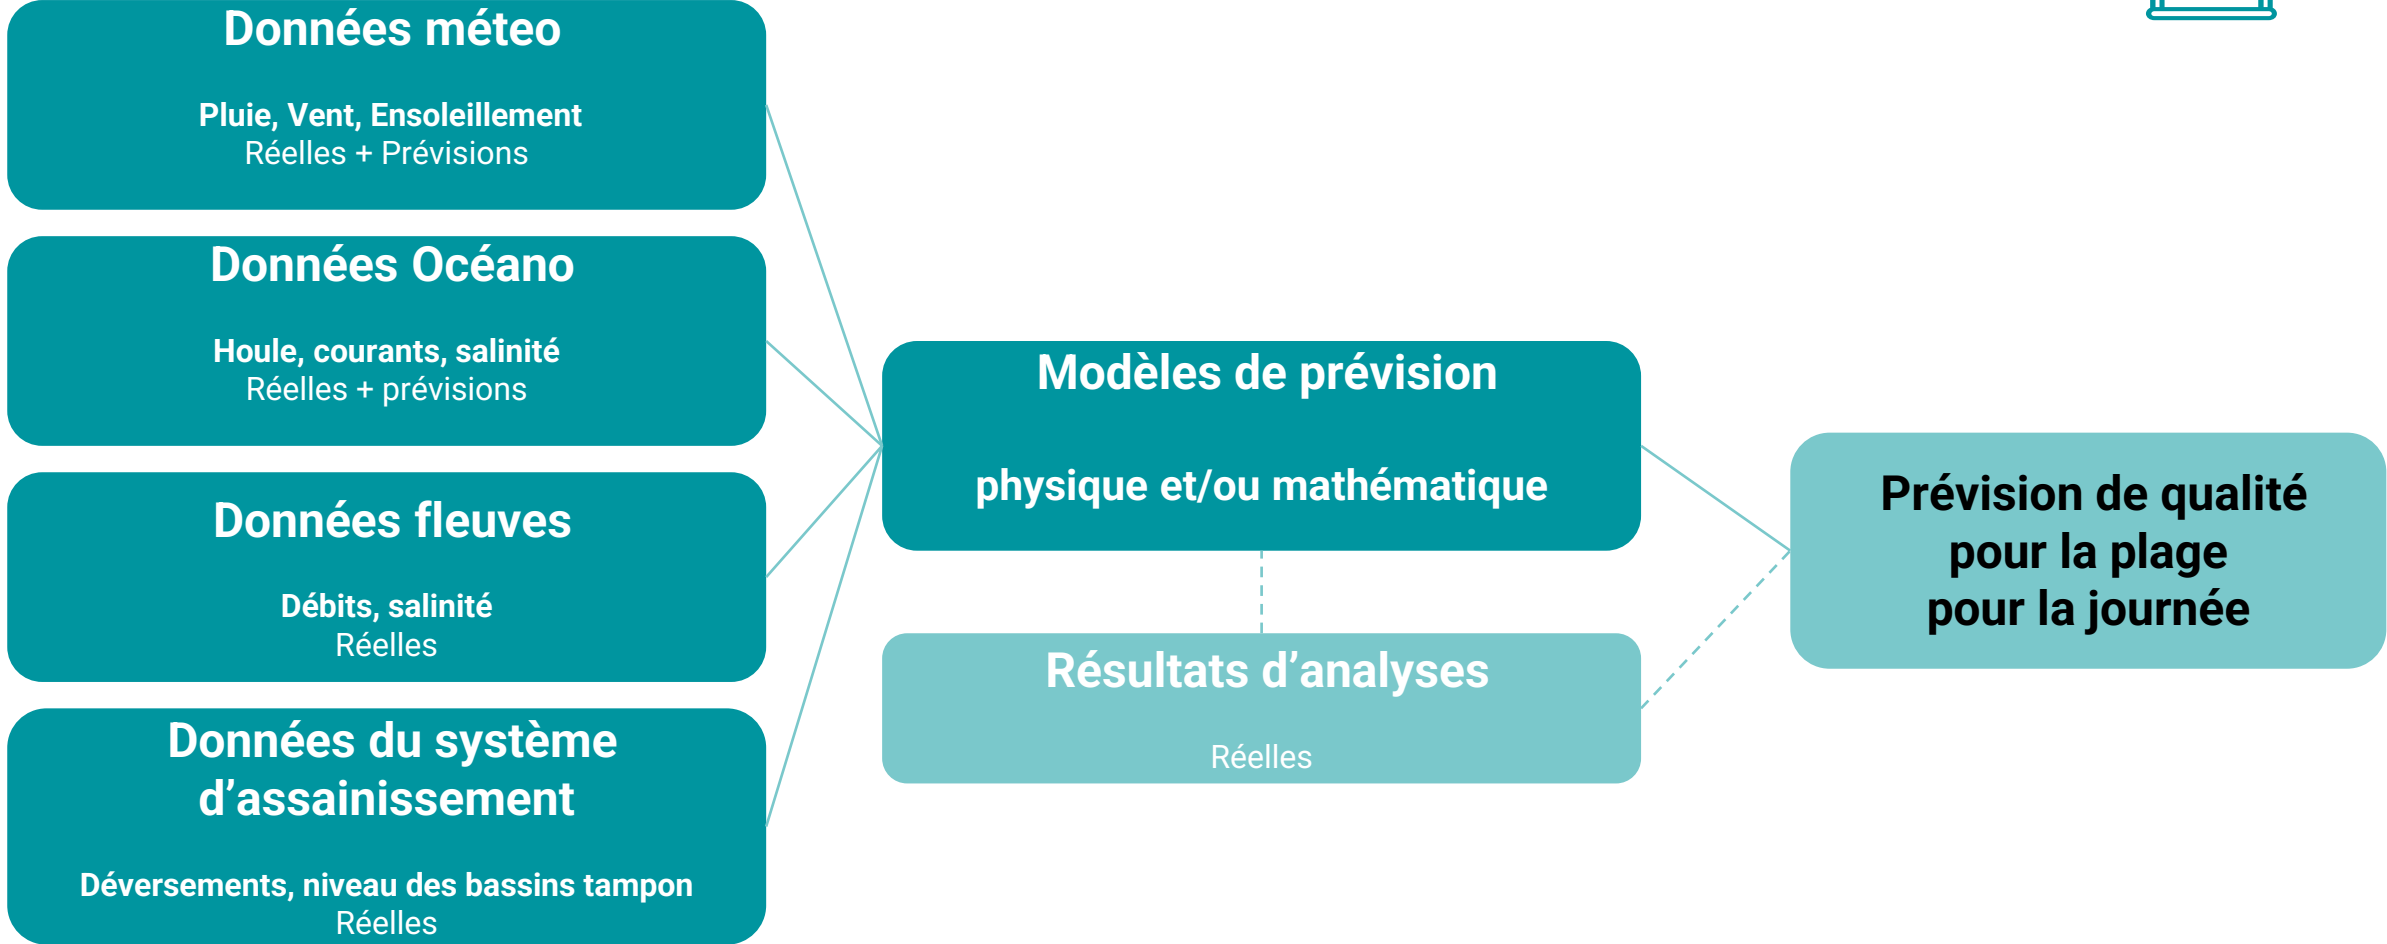 Données méteo
Pluie, Vent, Ensoleillement
Réelles + Prévisions
Données Océano
Houle, courants, salinité
Réelles + prévisions
Données fleuves
Débits, salinité
Réelles
Données du système
d’assainissement
Déversements, niveau des bassins tampon
Réelles
Modèles de prévision
physique et/ou mathématique
Résultats d’analyses
Réelles
Prévision de qualité
pour la plage
pour la journée